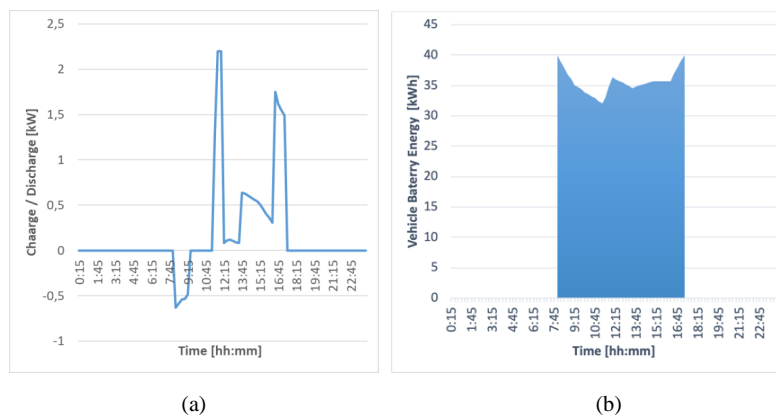 2,5
2
1,5
1
0,5
0
-0,5
-1
Chaarge / Discharge [kW]
0:15 1:45 3:15 4:45 6:15 7:45 9:15 10:45 12:15 13:45 15:15 16:45 18:15 19:45 21:15 22:45
Time [hh:mm]
(a)
45
40
35
30
25
20
15
10
5
0
Vehicle Baterry Energy [kWh]
0:15 1:45 3:15 4:45 6:15 7:45 9:15 10:45 12:15 13:45 15:15 16:45 18:15 19:45 21:15 22:45
Time [hh:mm]
(b)